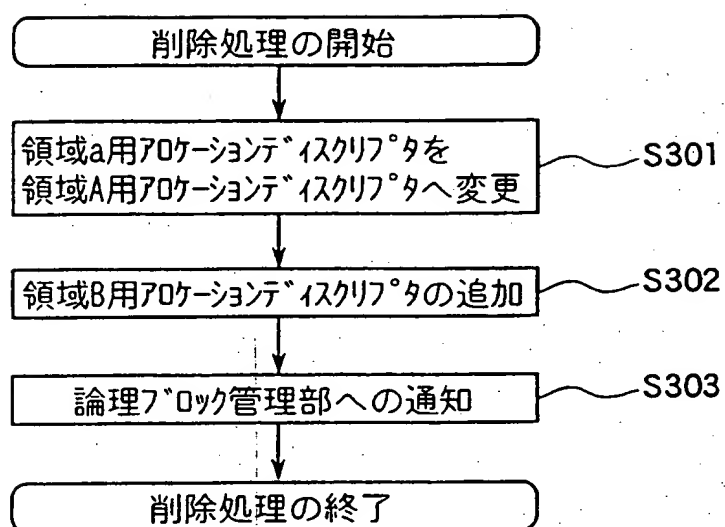 削除処理の開始
領域a用ｱﾛｹｰｼｮﾝﾃﾞｨｽｸﾘﾌﾟﾀを
領域A用ｱﾛｹｰｼｮﾝﾃﾞｨｽｸﾘﾌﾟﾀへ変更
S301
領域B用ｱﾛｹｰｼｮﾝﾃﾞｨｽｸﾘﾌﾟﾀの追加
S302
論理ﾌﾞﾛｯｸ管理部への通知
S303
削除処理の終了